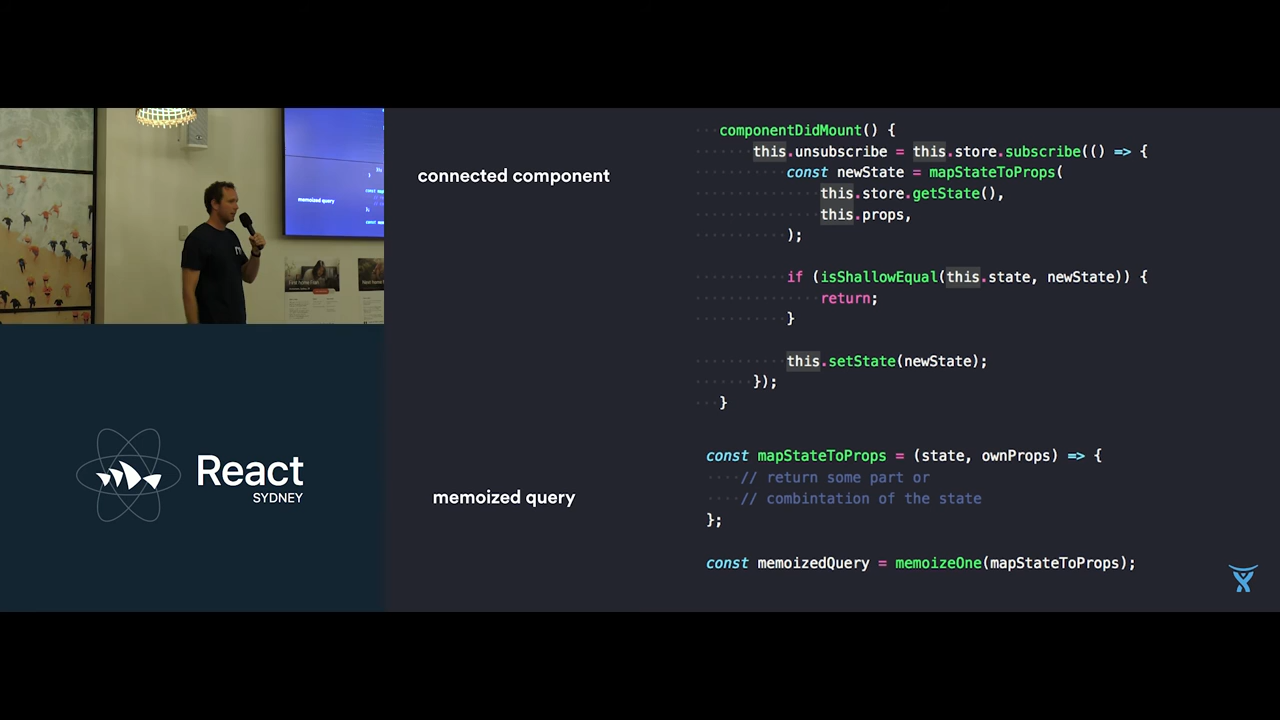 connected component
componentDidMount() {
this.unsubscribe = this.store.subscribe(() => {
const newState = mapStateToProps(
this.store.getState(),
this.props,
);
if (isShallowEqual(this.state, newState)) {
return;
}
this.setState(newState);
});
}
memoized query
const mapStateToProps = (state, ownProps) => {
// return some part or
// combintation of the state
};
const memoizedQuery = memoizeOne(mapStateToProps);
memoized query
React
SYDNEY